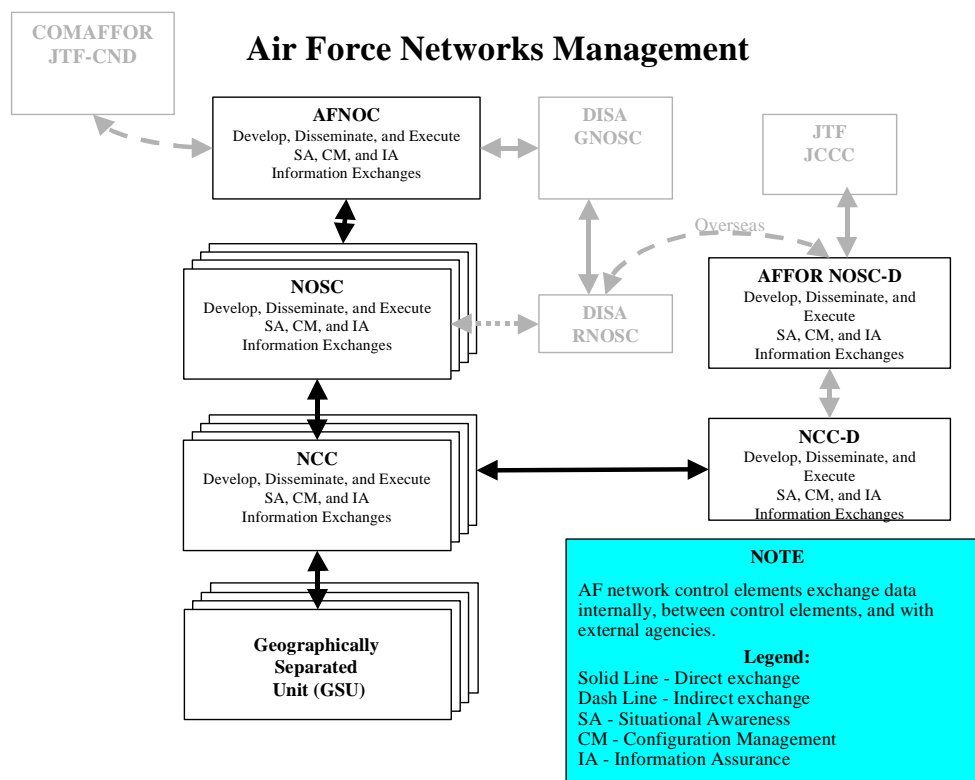 COMAFFOR
JTF-CND
Air Force Networks Management
AFNOC
Develop, Disseminate, and Execute
SA, CM, and IA
Information Exchanges
DISA
GNOSC
JTF
JCCC
Overseas
NOSC
Develop, Disseminate, and Execute
SA, CM, and IA
Information Exchanges
DISA
RNOSC
AFFOR NOSC-D
Develop, Disseminate, and
Execute
SA, CM, and IA
Information Exchanges
NCC
Develop, Disseminate, and Execute
SA, CM, and IA
Information Exchanges
NCC-D
Develop, Disseminate, and
Execute
SA, CM, and IA
Information Exchanges
Geographically
Separated
Unit (GSU)
NOTE
AF network control elements exchange data
internally, between control elements, and with
external agencies.
Legend:
Solid Line - Direct exchange
Dash Line - Indirect exchange
SA - Situational Awareness
CM - Configuration Management
IA - Information Assurance